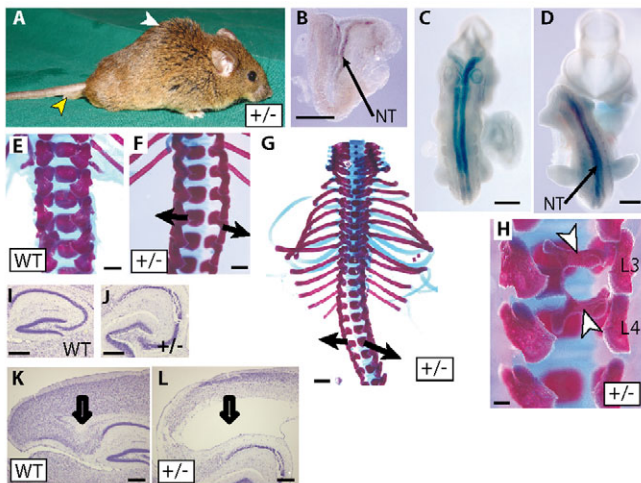 A
+/-
B
NT
C
D
NT
E
WT
F
+/-
G
+/-
H
L3
L4
+/-
I
WT
J
+/-
K
WT
L
+/-